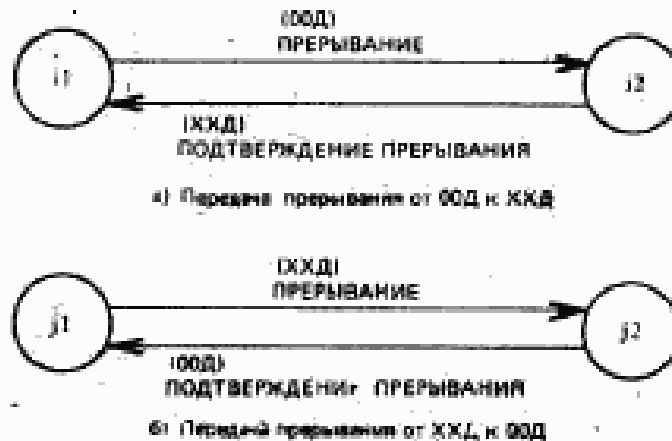 (ООД)
ПРЕРЫВАНИЕ
i1
i2
(ХХД)
ПОДТВЕРЖДЕНИЕ ПРЕРЫВАНИЯ
а) Передача прерывания от ООД к ХХД
(ХХД)
ПРЕРЫВАНИЕ
j1
j2
(ООД)
ПОДТВЕРЖДЕНИЕ ПРЕРЫВАНИЯ
б) Передача прерывания от ХХД к ООД